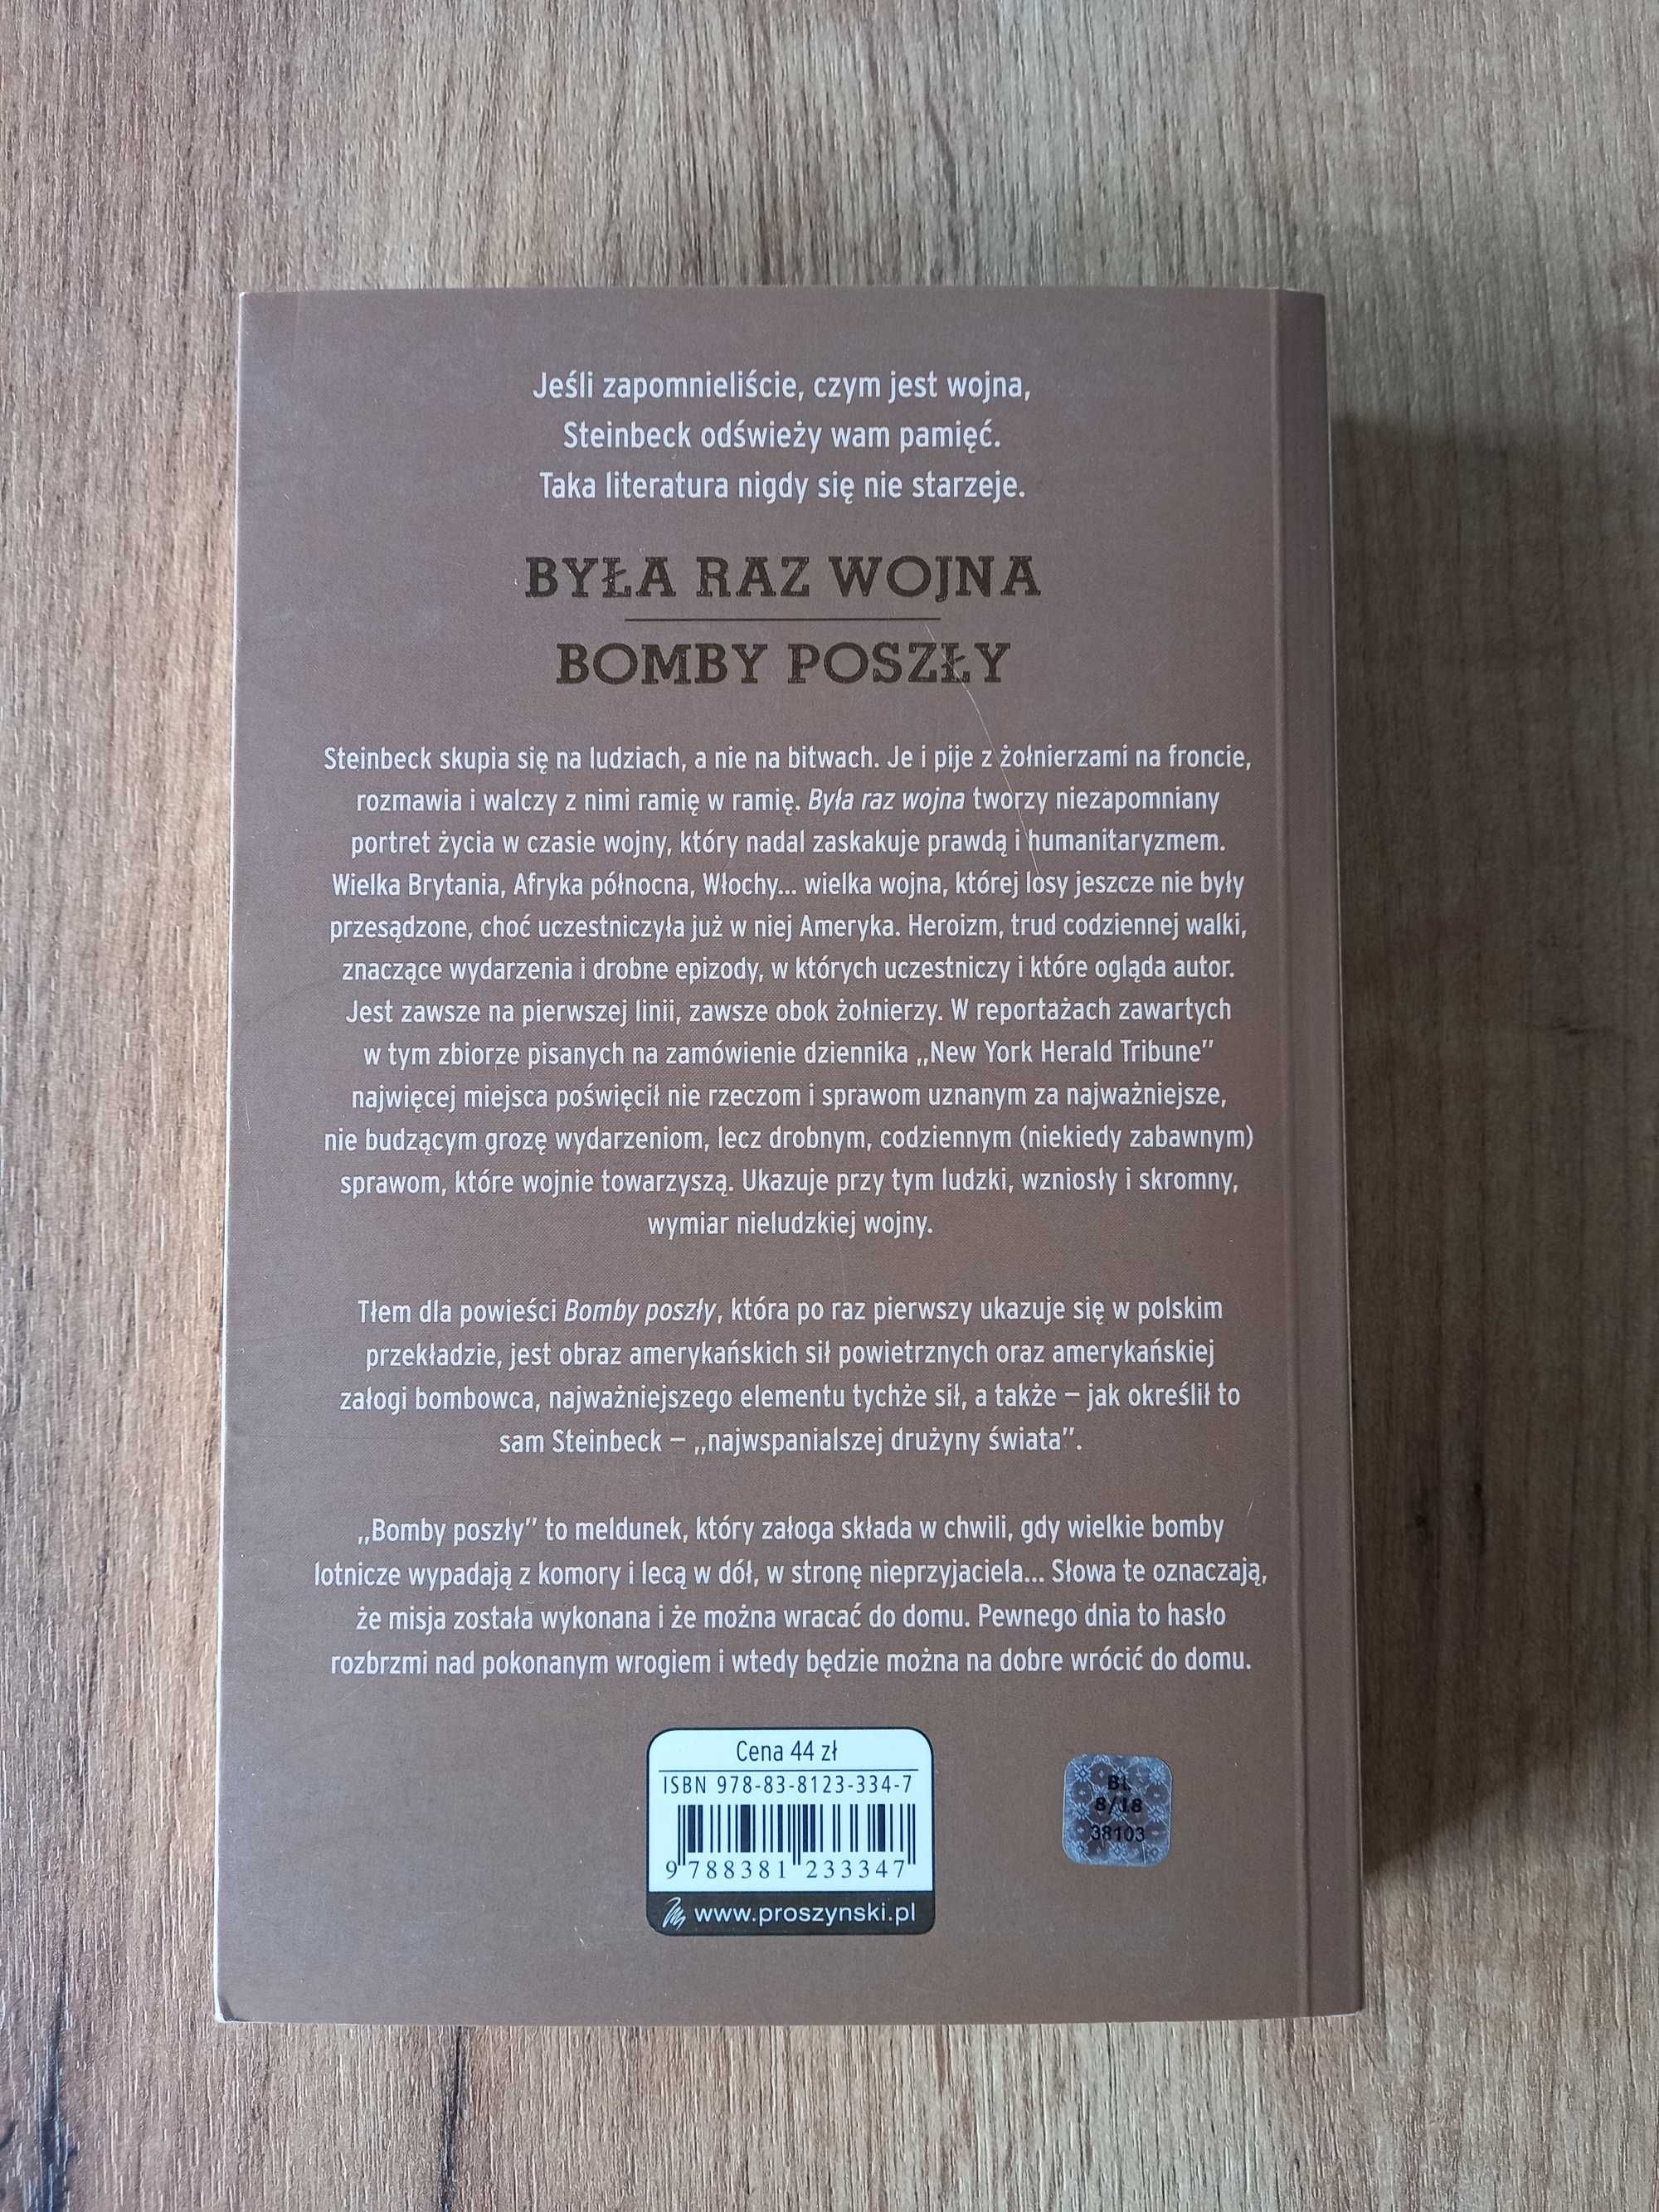 Jeśli zapomnieliście, czym jest wojna,
Steinbeck odświeży wam pamięć.
Taka literatura nigdy się nie starzeje.
BYŁA RAZ WOJNA
BOMBY POSZŁY
Steinbeck skupia się na ludziach, a nie na bitwach. Je i pije z żołnierzami na froncie,
rozmawia i walczy z nimi ramię w ramię. Była raz wojna tworzy niezapomniany
portret życia w czasie wojny, który nadal zaskakuje prawdą i humanitaryzmem.
Wielka Brytania, Afryka północna, Włochy... wielka wojna, której losy jeszcze nie były
przesądzone, choć uczestniczyła już w niej Ameryka. Heroizm, trud codziennej walki,
znaczące wydarzenia i drobne epizody, w których uczestniczy i które ogląda autor.
Jest zawsze na pierwszej linii, zawsze obok żołnierzy. W reportażach zawartych
w tym zbiorze pisanych na zamówienie dziennika „New York Herald Tribune”
najwięcej miejsca poświęcił nie rzeczom i sprawom uznanym za najważniejsze,
nie budzącym grozę wydarzeniom, lecz drobnym, codziennym (niekiedy zabawnym)
sprawom, które wojnie towarzyszą. Ukazuje przy tym ludzki, wzniosły i skromny,
wymiar nieludzkiej wojny.
Tłem dla powieści Bomby poszły, która po raz pierwszy ukazuje się w polskim
przekładzie, jest obraz amerykańskich sił powietrznych oraz amerykańskiej
załogi bombowca, najważniejszego elementu tychże sił, a także – jak określił to
sam Steinbeck – „najwspanialszej drużyny świata”.
„Bomby poszły” to meldunek, który załoga składa w chwili, gdy wielkie bomby
lotnicze wypadają z komory i lecą w dół, w stronę nieprzyjaciela... Słowa te oznaczają,
że misja została wykonana i że można wracać do domu. Pewnego dnia to hasło
rozbrzmi nad pokonanym wrogiem i wtedy będzie można na dobre wrócić do domu.
Cena 44 zł
ISBN 978-83-8123-334-7
9 788381 233347
www.proszynski.pl
BL
8/18
38103